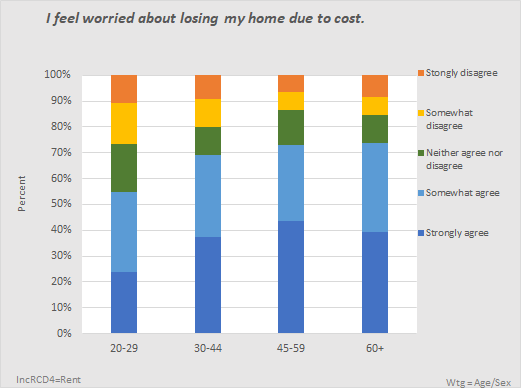 I feel worried about losing my home due to cost.
100%
90%
80%
70%
60%
50%
40%
30%
20%
10%
0%
Percent
20-29
30-44
45-59
60+
Stongly disagree
Somewhat
disagree
Neither agree nor
disagree
Somewhat agree
Strongly agree
IncRCD4=Rent
Wtg = Age/Sex